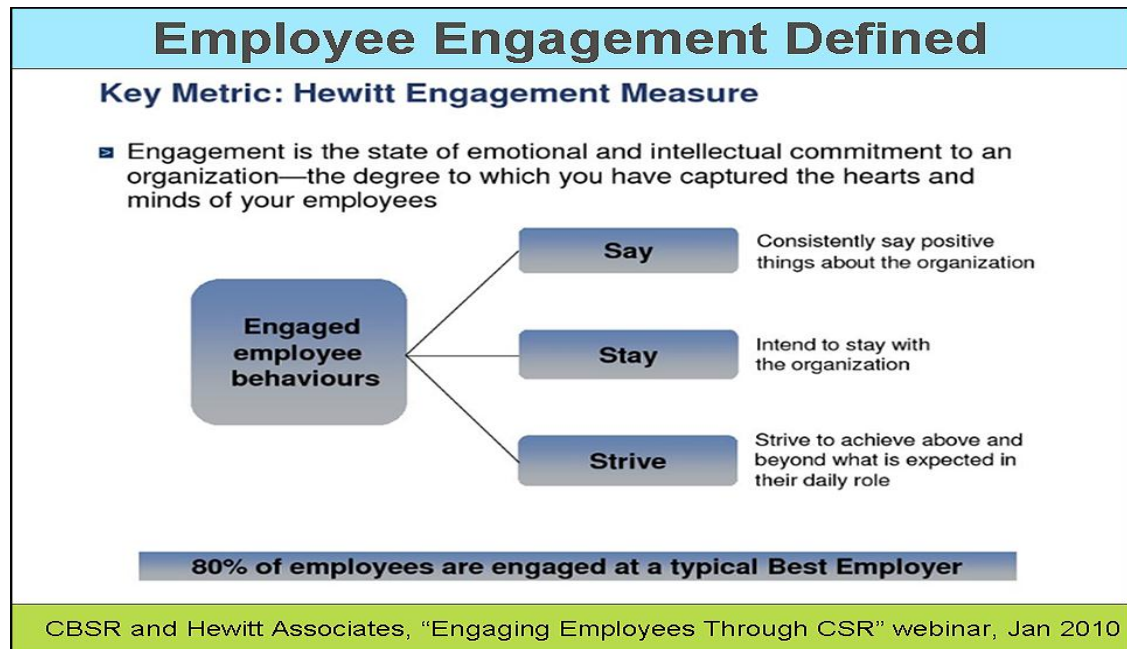 Employee Engagement Defined
Key Metric: Hewitt Engagement Measure
Engagement is the state of emotional and intellectual commitment to an
organization—the degree to which you have captured the hearts and
minds of your employees
Engaged
employee
behaviours
Say
Consistently say positive
things about the organization
Stay
Intend to stay with
the organization
Strive
Strive to achieve above and
beyond what is expected in
their daily role
80% of employees are engaged at a typical Best Employer
CBSR and Hewitt Associates, “Engaging Employees Through CSR” webinar, Jan 2010